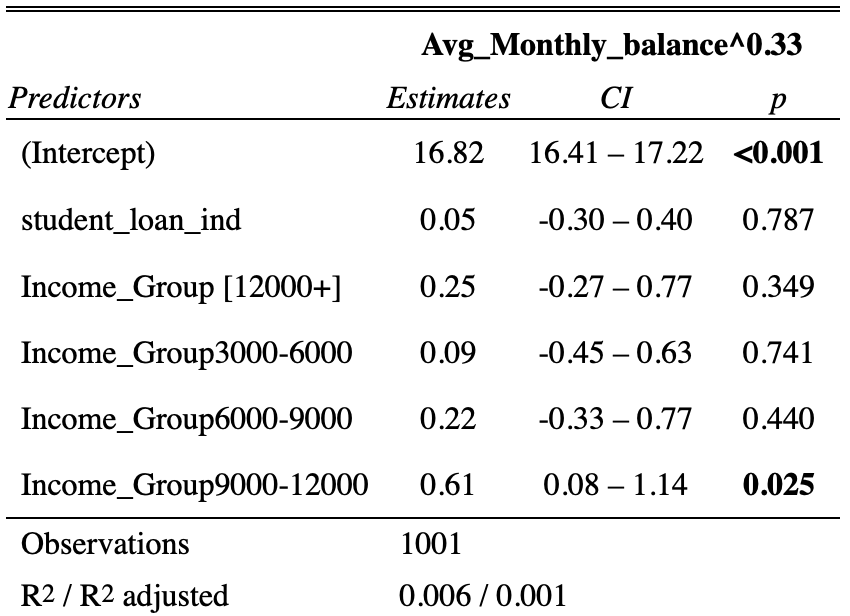 Avg_Monthly_balance^0.33
Predictors Estimates CI p
(Intercept) 16.82 16.41 – 17.22 <0.001
student_loan_ind 0.05 -0.30 – 0.40 0.787
Income_Group [12000+] 0.25 -0.27 – 0.77 0.349
Income_Group3000-6000 0.09 -0.45 – 0.63 0.741
Income_Group6000-9000 0.22 -0.33 – 0.77 0.440
Income_Group9000-12000 0.61 0.08 – 1.14 0.025
Observations 1001
R2 / R2 adjusted 0.006 / 0.001